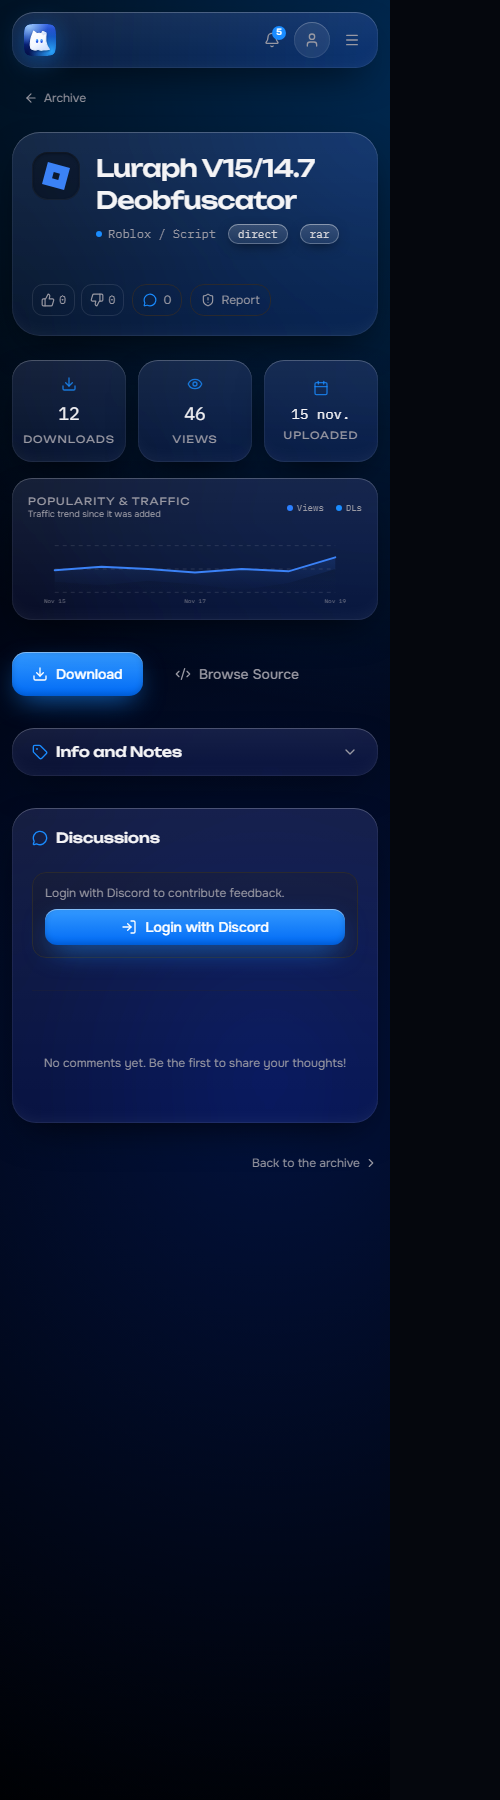 5
Archive
Luraph V15/14.7
Deobfuscator
Roblox / Script direct rar
0 0 0 Report
12
DOWNLOADS
46
VIEWS
15 nov.
UPLOADED
POPULARITY & TRAFFIC
Traffic trend since it was added
Views DLs
Nov 15 Nov 17 Nov 19
Download Browse Source
Info and Notes
Discussions
Login with Discord to contribute feedback.
Login with Discord
No comments yet. Be the first to share your thoughts!
Back to the archive